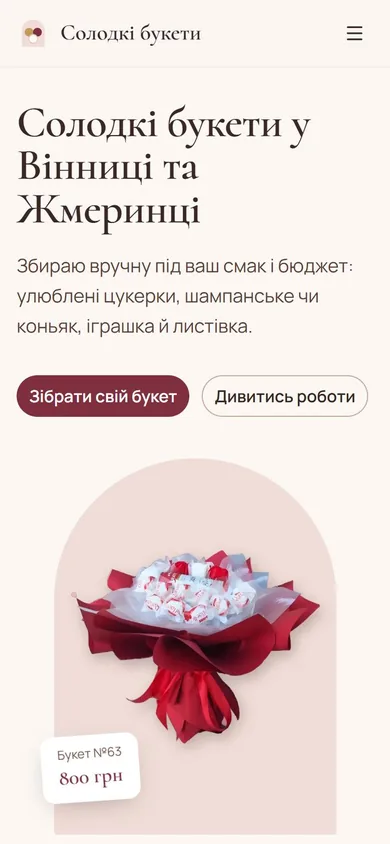 Солодкі букети
Солодкі букети у
Вінниці та
Жмеринці
Збираю вручну під ваш смак і бюджет:
улюблені цукерки, шампанське чи
коньяк, іграшка й листівка.
Зібрати свій букет
Дивитись роботи
Букет №63
800 грн